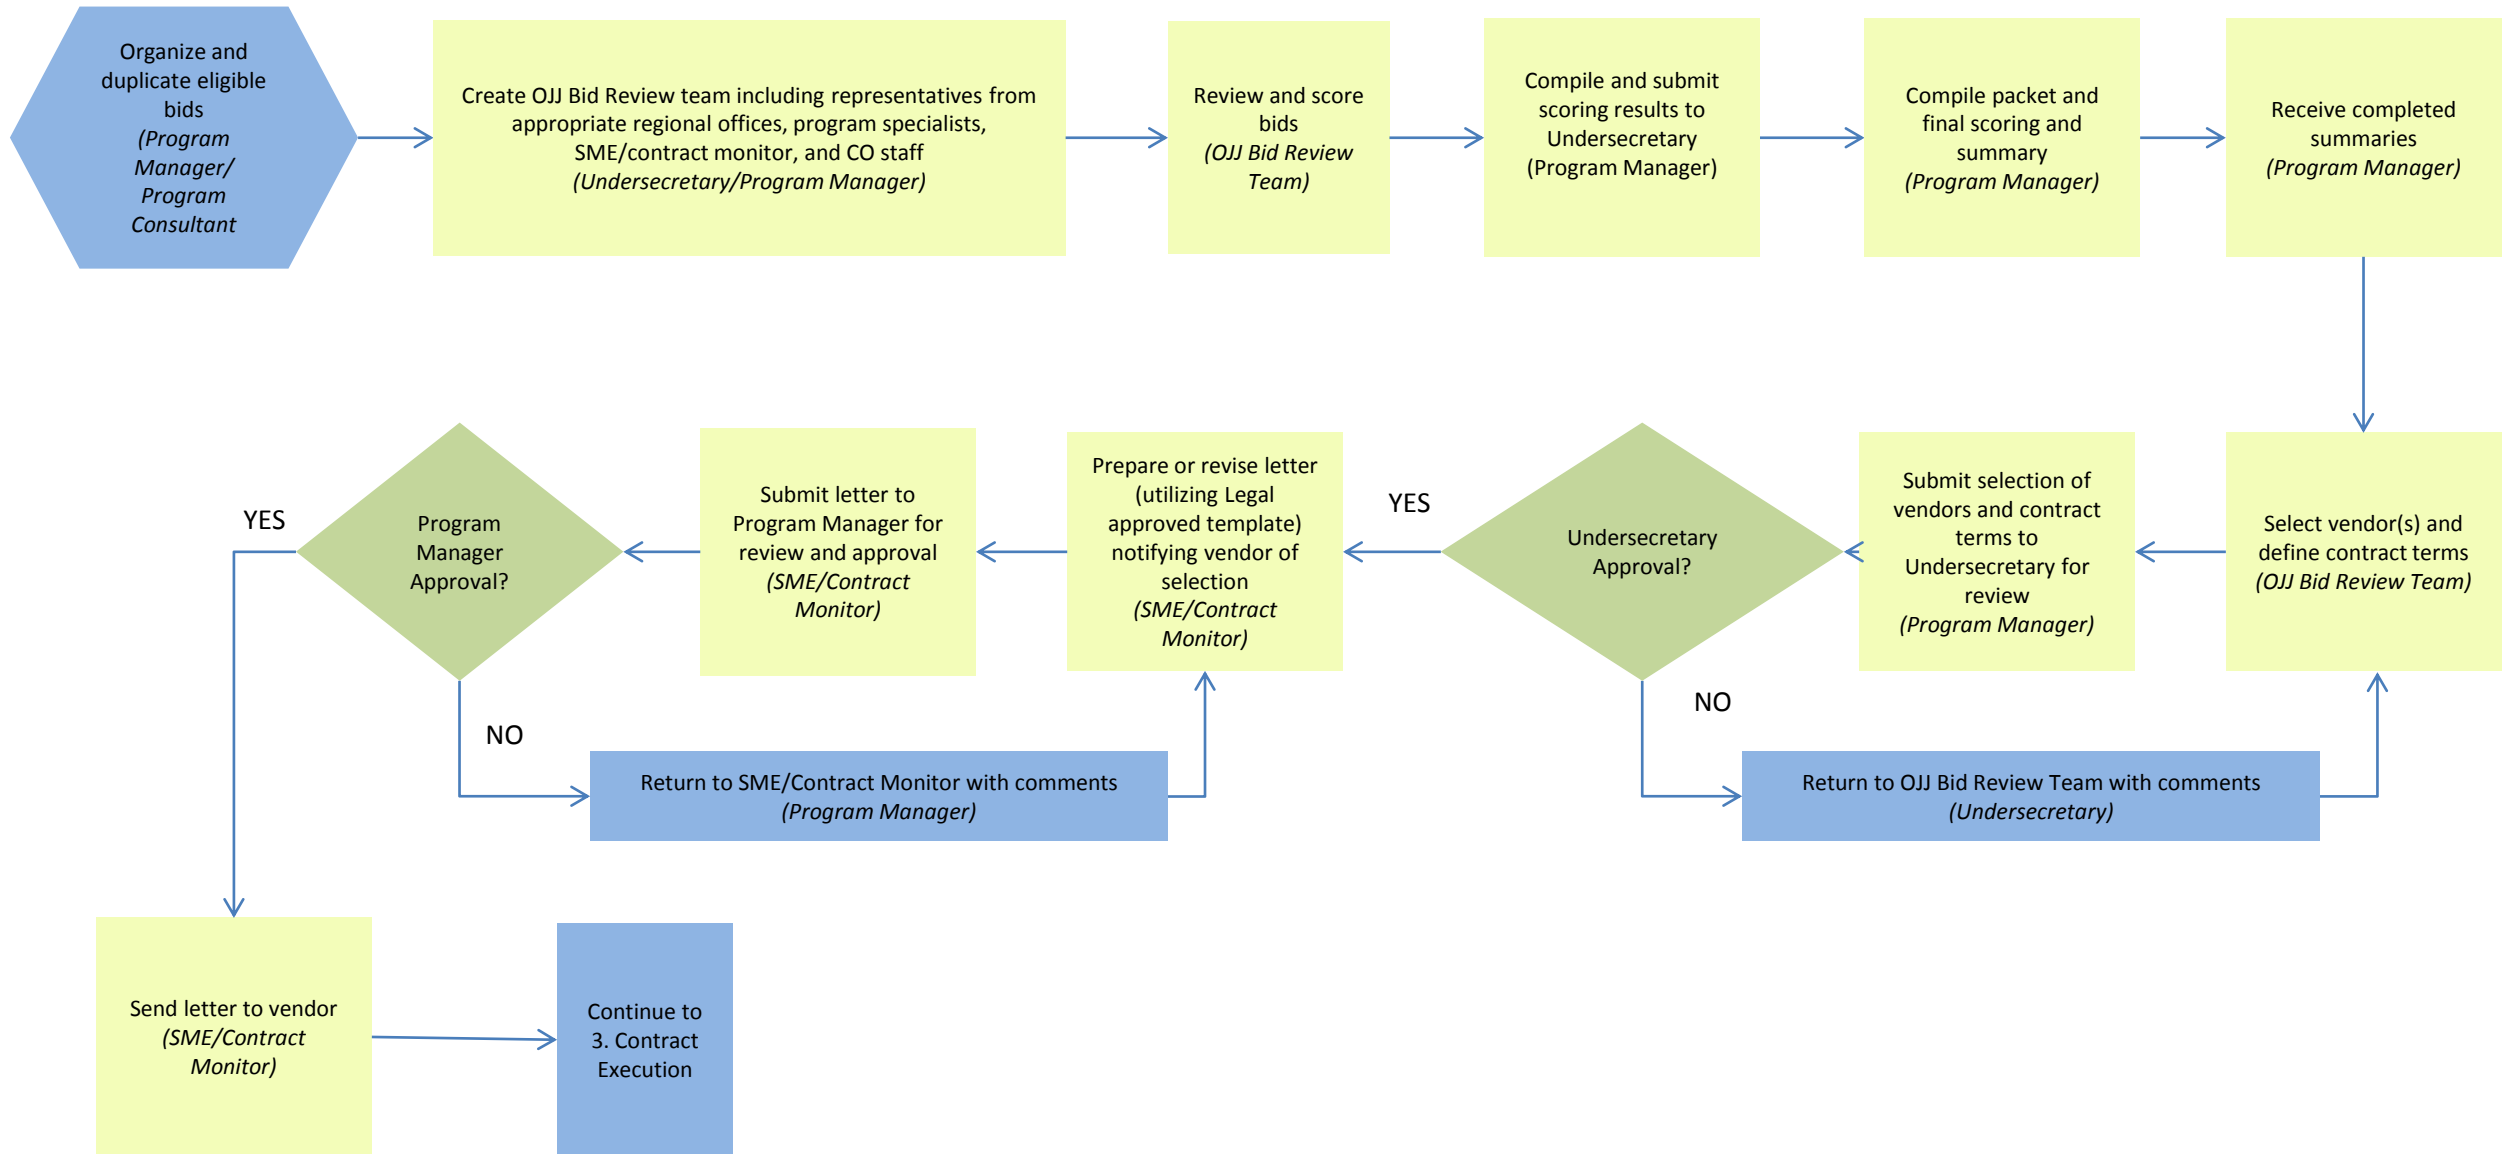 Organize and
duplicate eligible
bids
(Program
Manager/
Program
Consultant
Create OJJ Bid Review team including representatives from
appropriate regional offices, program specialists,
SME/contract monitor, and CO staff
(Undersecretary/Program Manager)
Review and score
bids
(OJJ Bid Review
Team)
Compile and submit
scoring results to
Undersecretary
(Program Manager)
Compile packet and
final scoring and
summary
(Program Manager)
Receive completed
summaries
(Program Manager)
Select vendor(s) and
define contract terms
(OJJ Bid Review Team)
Submit selection of
vendors and contract
terms to
Undersecretary for
review
(Program Manager)
Undersecretary
Approval?
YES
NO
Return to OJJ Bid Review Team with comments
(Undersecretary)
Prepare or revise letter
(utilizing Legal
approved template)
notifying vendor of
selection
(SME/Contract
Monitor)
Submit letter to
Program Manager for
review and approval
(SME/Contract
Monitor)
Program
Manager
Approval?
YES
NO
Return to SME/Contract Monitor with comments
(Program Manager)
Send letter to vendor
(SME/Contract
Monitor)
Continue to
3. Contract
Execution